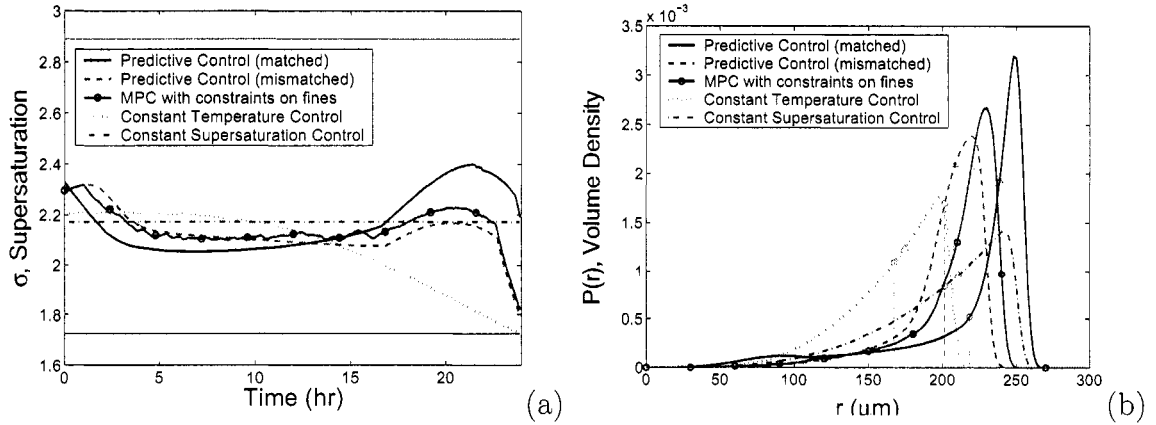 3
2.8
2.6
2.4
2.2
2
1.8
1.6
σ, Supersaturation
Predictive Control (matched)
Predictive Control (mismatched)
MPC with constraints on fines
Constant Temperature Control
Constant Supersaturation Control
0
5
10
15
20
Time (hr)
(a)
x 10⁻³
3.5
3
2.5
2
1.5
1
0.5
0
P(r), Volume Density
Predictive Control (matched)
Predictive Control (mismatched)
MPC with constraints on fines
Constant Temperature Control
Constant Supersaturation Control
0
50
100
150
200
250
300
r (um)
(b)